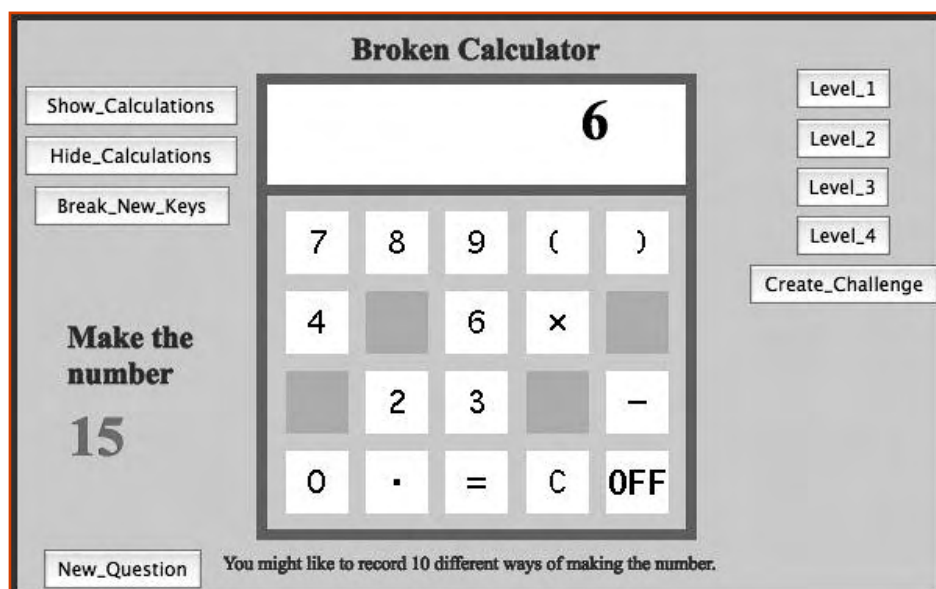 Broken Calculator
Show_Calculations
Hide_Calculations
Break_New_Keys
6
Level_1
Level_2
Level_3
Level_4
Create_Challenge
7 8 9 ( )
4 6 ×
2 3 −
0 . = C OFF
Make the
number
15
New_Question
You might like to record 10 different ways of making the number.